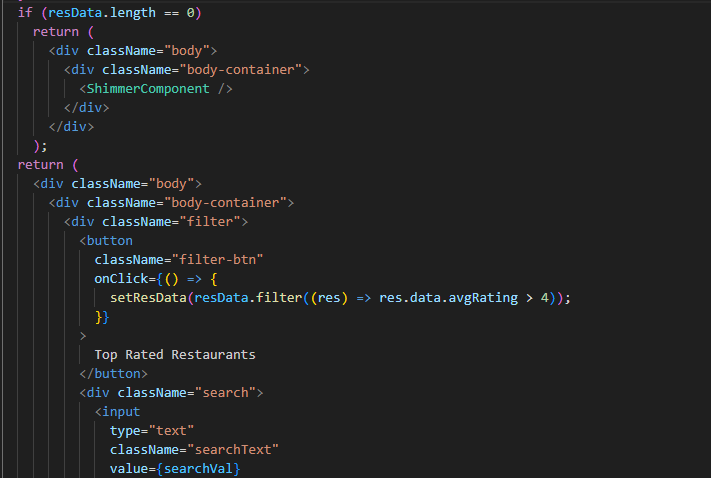 if (resData.length == 0)
return (
<div className="body">
<div className="body-container">
<ShimmerComponent />
</div>
</div>
);
return (
<div className="body">
<div className="body-container">
<div className="filter">
<button
className="filter-btn"
onClick={() => {
setResData(resData.filter((res) => res.data.avgRating > 4));
}}
>
Top Rated Restaurants
</button>
<div className="search">
<input
type="text"
className="searchText"
value={searchVal}